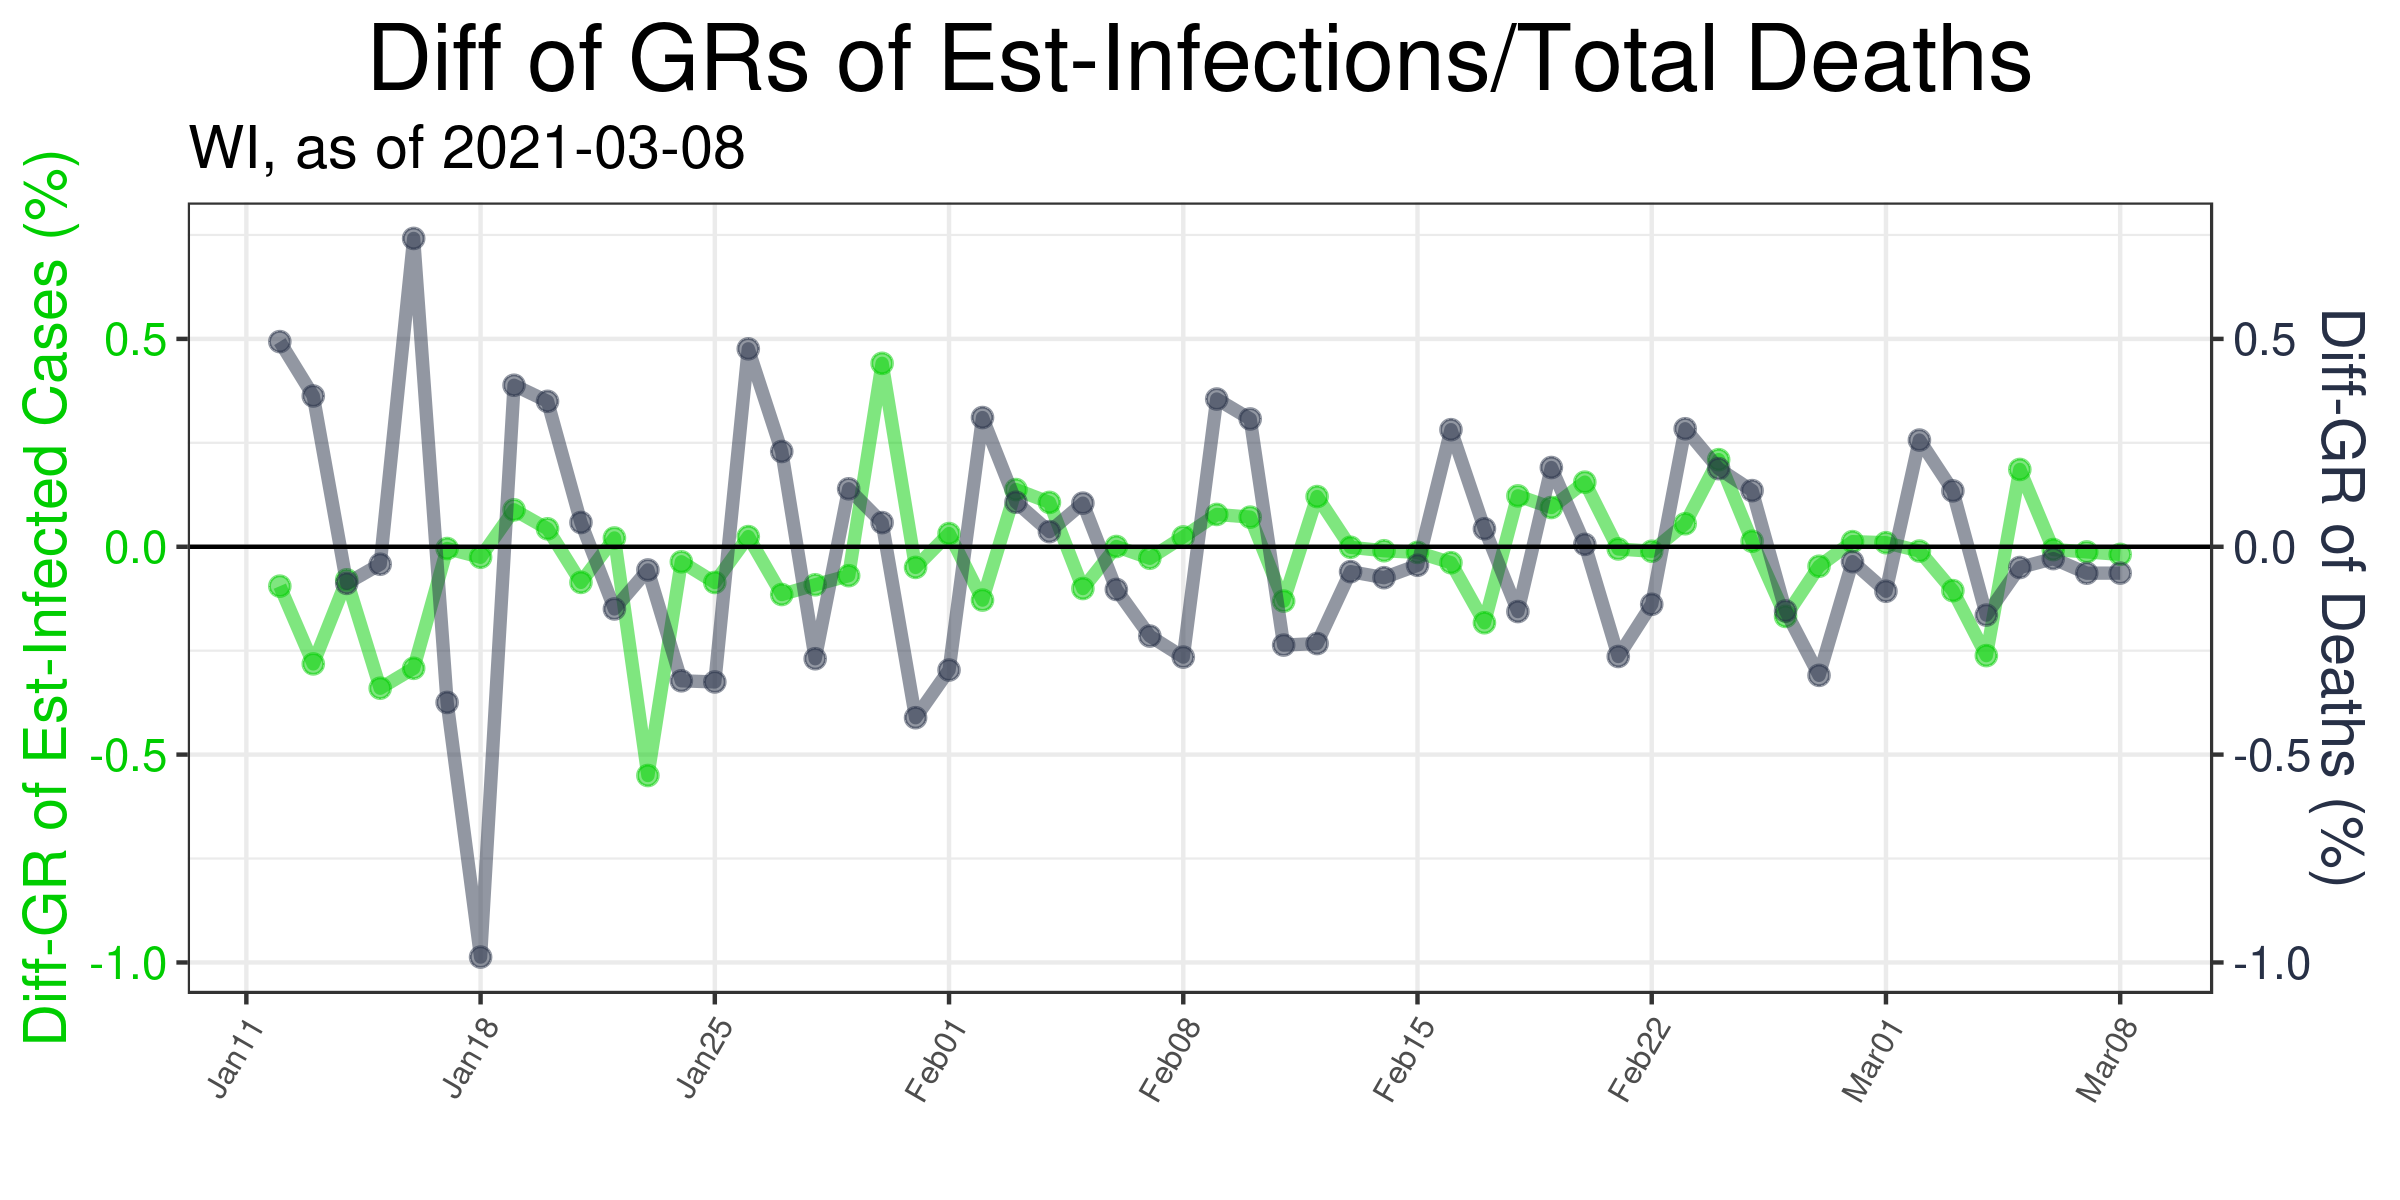 Diff of GRs of Est-Infections/Total Deaths
WI, as of 2021-03-08
Diff-GR of Est-Infected Cases (%)
0.5
0.0
-0.5
-1.0
0.5
0.0
-0.5
-1.0
Diff-GR of Deaths (%)
Jan11 Jan18 Jan25 Feb01 Feb08 Feb15 Feb22 Mar01 Mar08